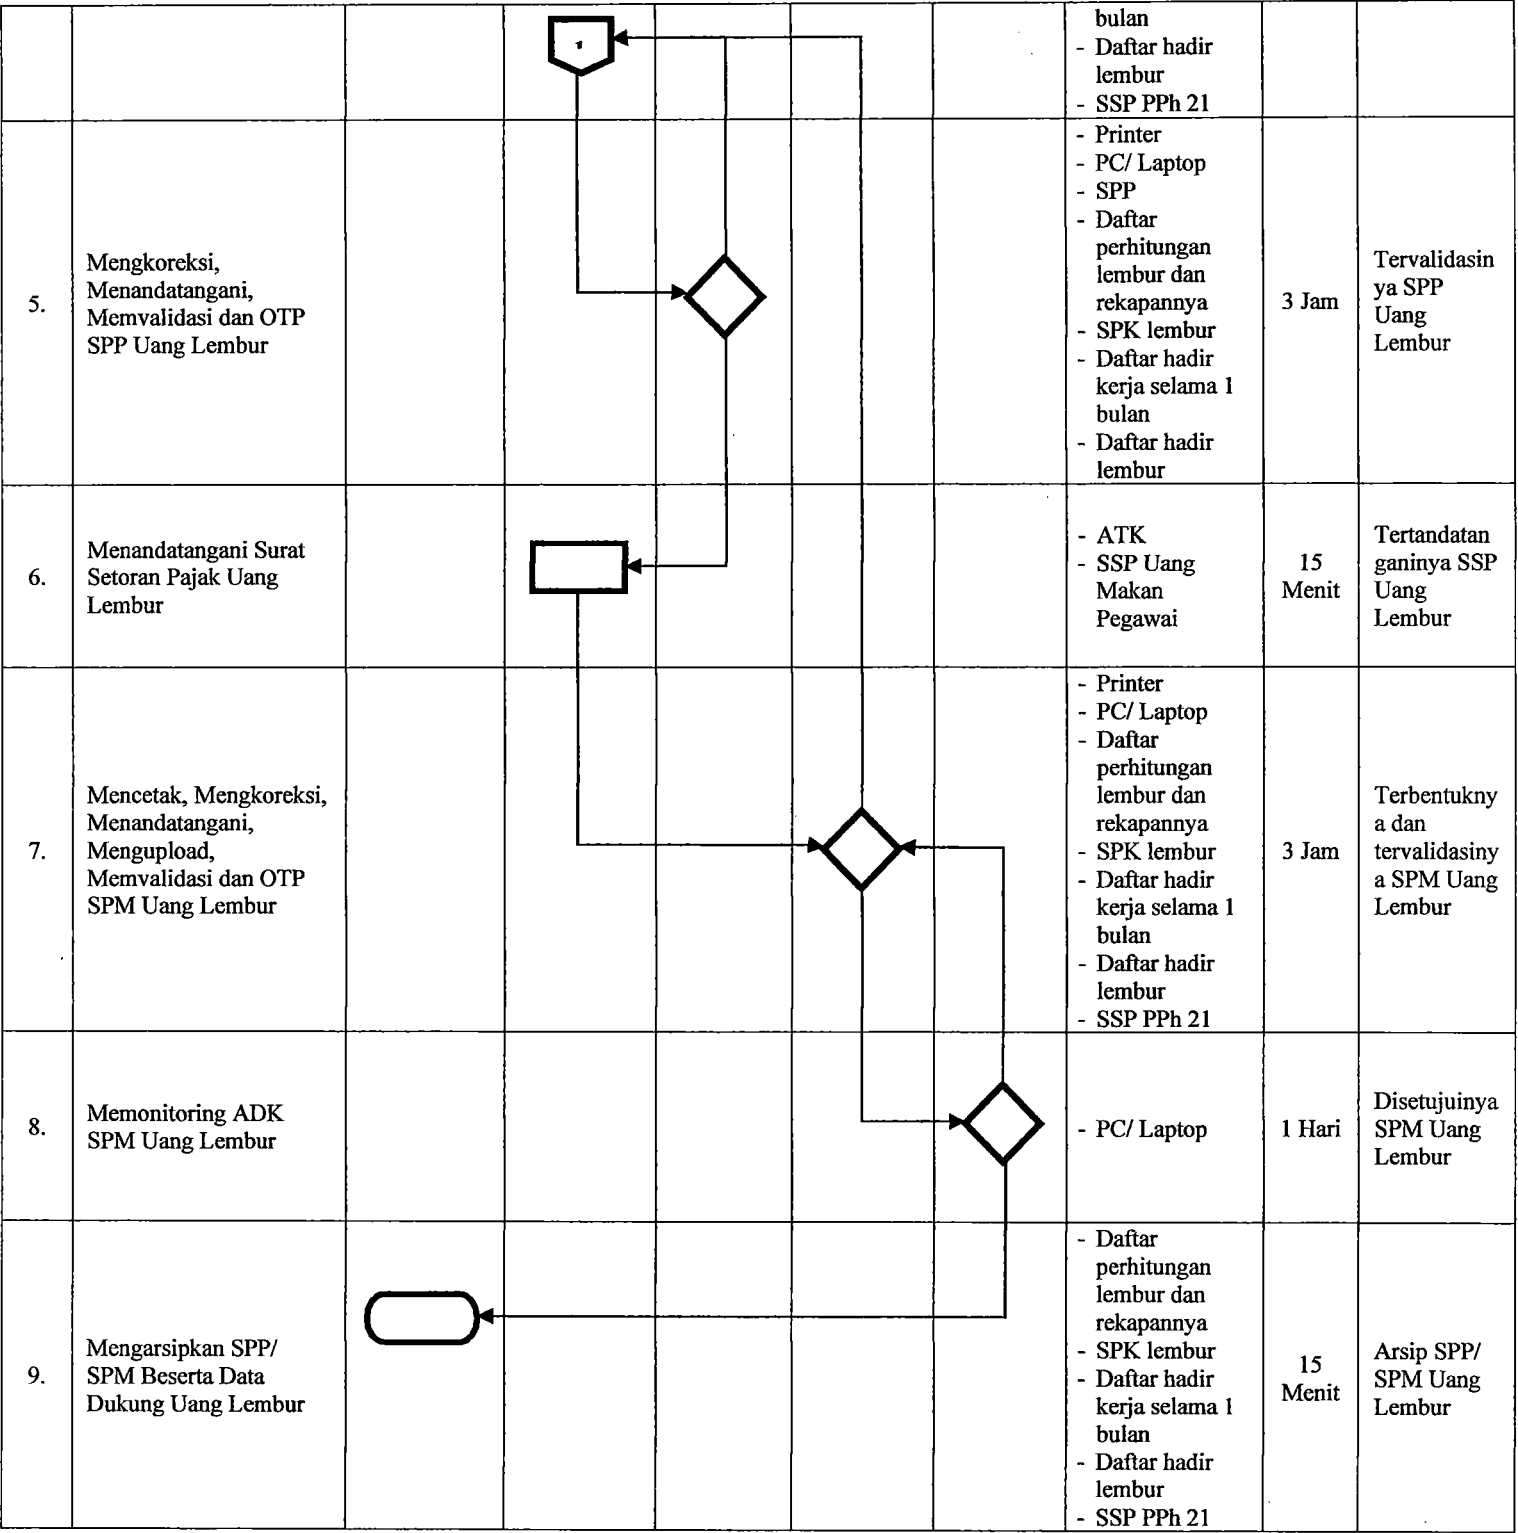 1
bulan
- Daftar hadir
lembur
- SSP PPh 21
5.
Mengkoreksi,
Menandatangani,
Memvalidasi dan OTP
SPP Uang Lembur
- Printer
- PC/ Laptop
- SPP
- Daftar
perhitungan
lembur dan
rekapannya
- SPK lembur
- Daftar hadir
kerja selama 1
bulan
- Daftar hadir
lembur
3 Jam
Tervalidasin
ya SPP
Uang
Lembur
6.
Menandatangani Surat
Setoran Pajak Uang
Lembur
- ATK
- SSP Uang
Makan
Pegawai
15
Menit
Tertandatan
ganinya SSP
Uang
Lembur
7.
Mencetak, Mengkoreksi,
Menandatangani,
Mengupload,
Memvalidasi dan OTP
SPM Uang Lembur
- Printer
- PC/ Laptop
- Daftar
perhitungan
lembur dan
rekapannya
- SPK lembur
- Daftar hadir
kerja selama 1
bulan
- Daftar hadir
lembur
- SSP PPh 21
3 Jam
Terbentukny
a dan
tervalidasiny
a SPM Uang
Lembur
8.
Memonitoring ADK
SPM Uang Lembur
- PC/ Laptop
1 Hari
Disetujuinya
SPM Uang
Lembur
9.
Mengarsipkan SPP/
SPM Beserta Data
Dukung Uang Lembur
- Daftar
perhitungan
lembur dan
rekapannya
- SPK lembur
- Daftar hadir
kerja selama 1
bulan
- Daftar hadir
lembur
- SSP PPh 21
15
Menit
Arsip SPP/
SPM Uang
Lembur